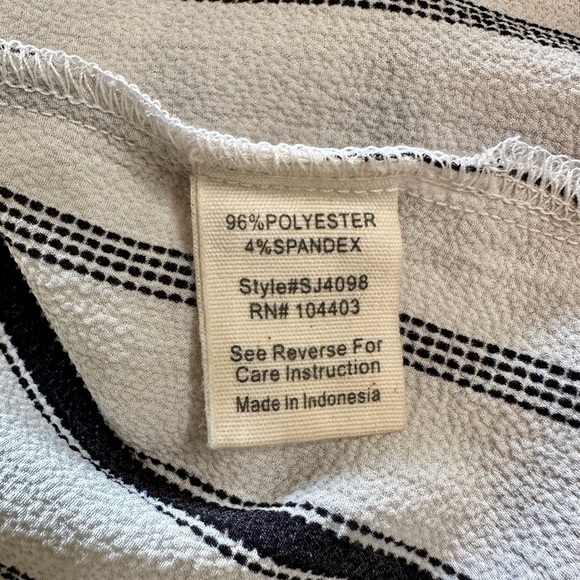 96%POLYESTER
4%SPANDEX
Style#SJ4098
RN# 104403
See Reverse For
Care Instruction
Made In Indonesia